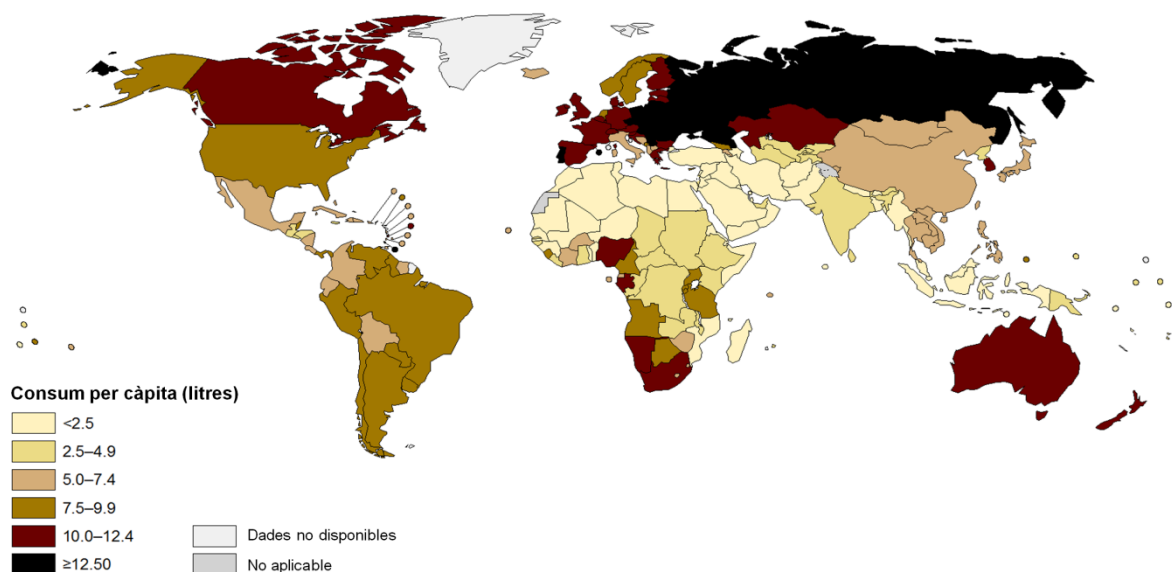 Consum per càpita (litres)
<2.5
2.5–4.9
5.0–7.4
7.5–9.9
10.0–12.4
≥12.50
Dades no disponibles
No aplicable